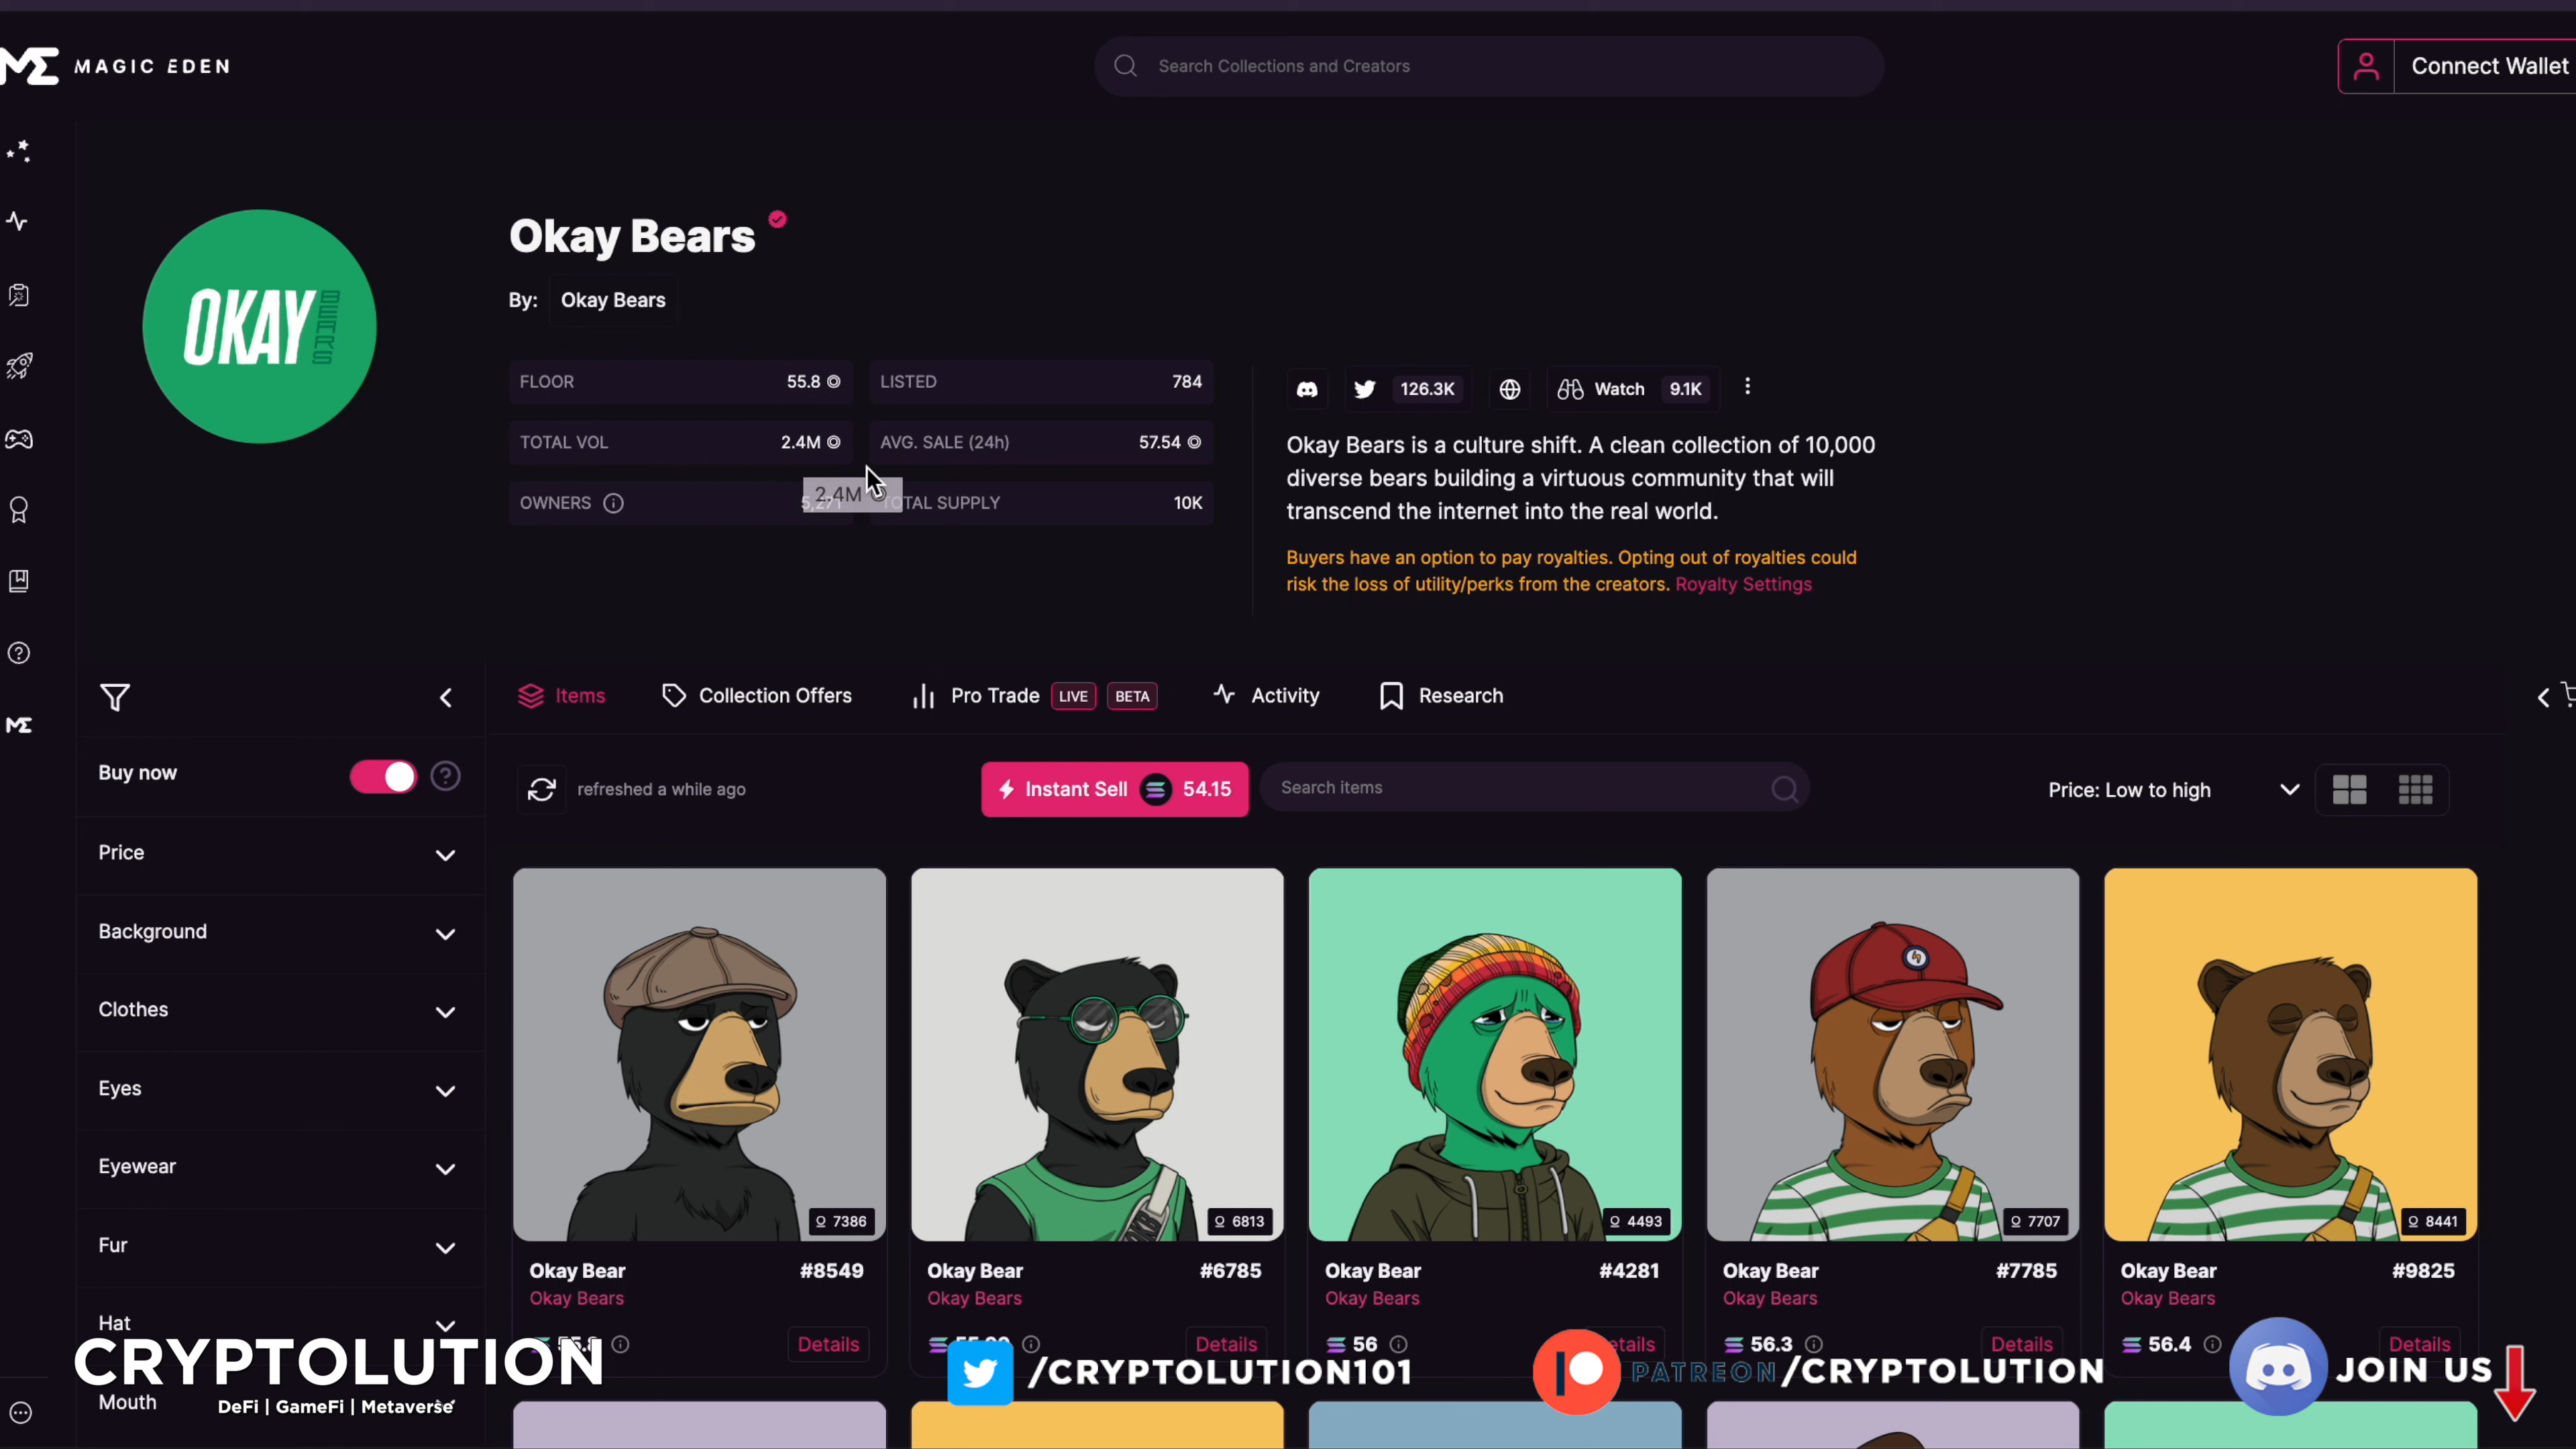 MAGIC EDEN
Search Collections and Creators
Connect Wallet
OKAY
BEARS
Okay Bears
By: Okay Bears
FLOOR 55.8
LISTED 784
126.3K
Watch 9.1K
TOTAL VOL 2.4M
AVG. SALE (24h) 57.54
2.4M
OWNERS 5,271
TOTAL SUPPLY 10K
Okay Bears is a culture shift. A clean collection of 10,000
diverse bears building a virtuous community that will
transcend the internet into the real world.
Buyers have an option to pay royalties. Opting out of royalties could
risk the loss of utility/perks from the creators. Royalty Settings
Items
Collection Offers
Pro Trade LIVE BETA
Activity
Research
Buy now
refreshed a while ago
Instant Sell 54.15
Search items
Price: Low to high
Price
Background
Clothes
Eyes
Eyewear
Fur
Hat
Mouth
7386
6813
4493
7707
8441
Okay Bear #8549
Okay Bears
Details
Okay Bear #6785
Okay Bears
Details
Okay Bear #4281
Okay Bears
56
Okay Bear #7785
Okay Bears
56.3 Details
Okay Bear #9825
Okay Bears
56.4 Details
CRYPTOLUTION
DeFi | GameFi | Metaverse
/CRYPTOLUTION101
PATREON/CRYPTOLUTION
JOIN US